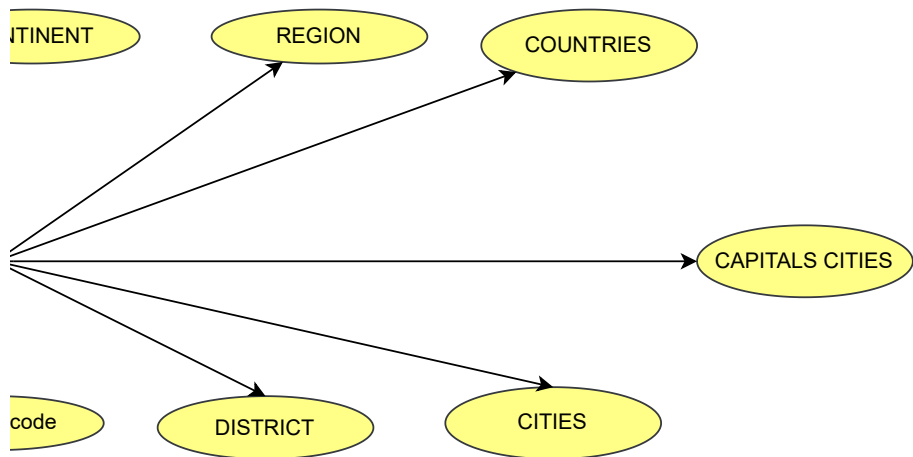 NTINENT
REGION
COUNTRIES
CAPITALS CITIES
code
DISTRICT
CITIES